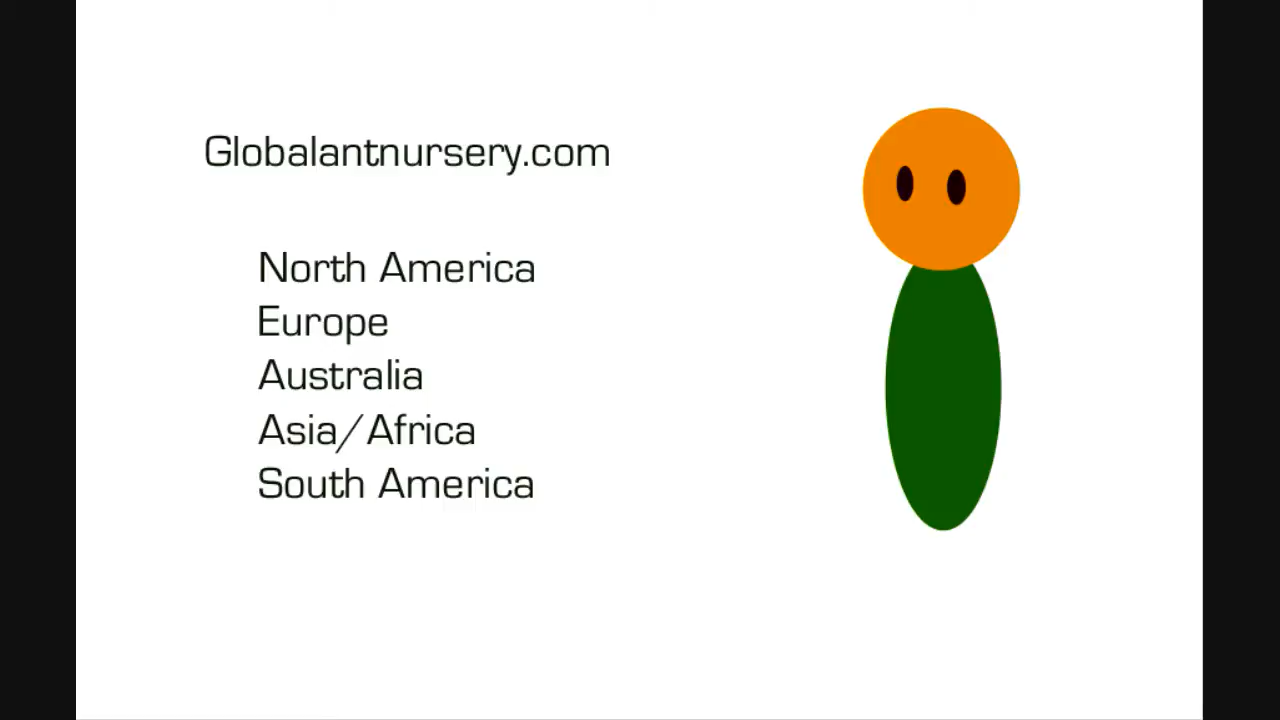 Globalantnursery.com
North America
Europe
Australia
Asia/Africa
South America